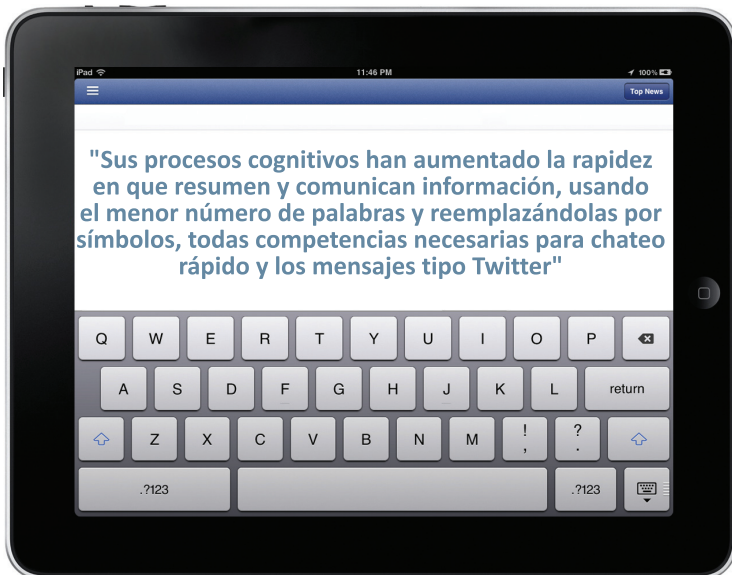 iPad 11:46 PM 100%
Top News
"Sus procesos cognitivos han aumentado la rapidez
en que resumen y comunican información, usando
el menor número de palabras y reemplazándolas por
símbolos, todas competencias necesarias para chateo
rápido y los mensajes tipo Twitter"
Q W E R T Y U I O P
A S D F G H J K L return
Z X C V B N M ! , ? .
.?123 .?123